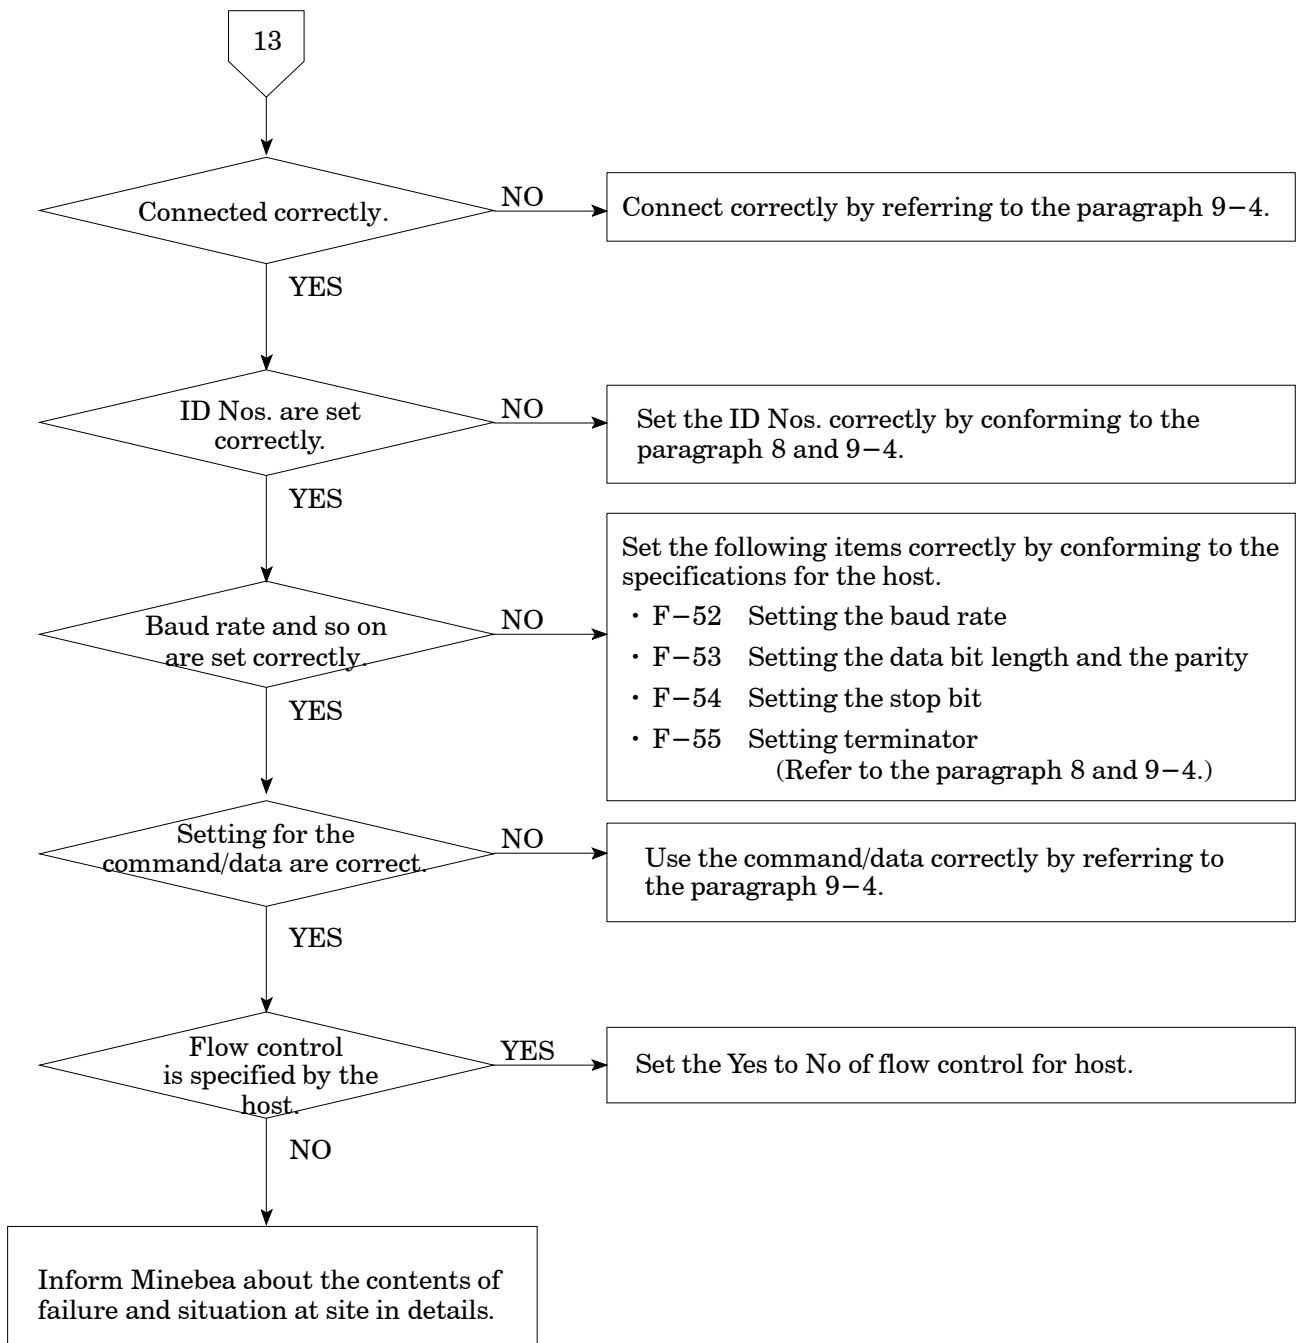 13
Connected correctly.
NO
Connect correctly by referring to the paragraph 9−4.
YES
ID Nos. are set
correctly.
NO
Set the ID Nos. correctly by conforming to the
paragraph 8 and 9−4.
YES
Baud rate and so on
are set correctly.
NO
Set the following items correctly by conforming to the
specifications for the host.
・ F−52 Setting the baud rate
・ F−53 Setting the data bit length and the parity
・ F−54 Setting the stop bit
・ F−55 Setting terminator
(Refer to the paragraph 8 and 9−4.)
YES
Setting for the
command/data are correct.
NO
Use the command/data correctly by referring to
the paragraph 9−4.
YES
Flow control
is specified by the
host.
YES
Set the Yes to No of flow control for host.
NO
Inform Minebea about the contents of
failure and situation at site in details.